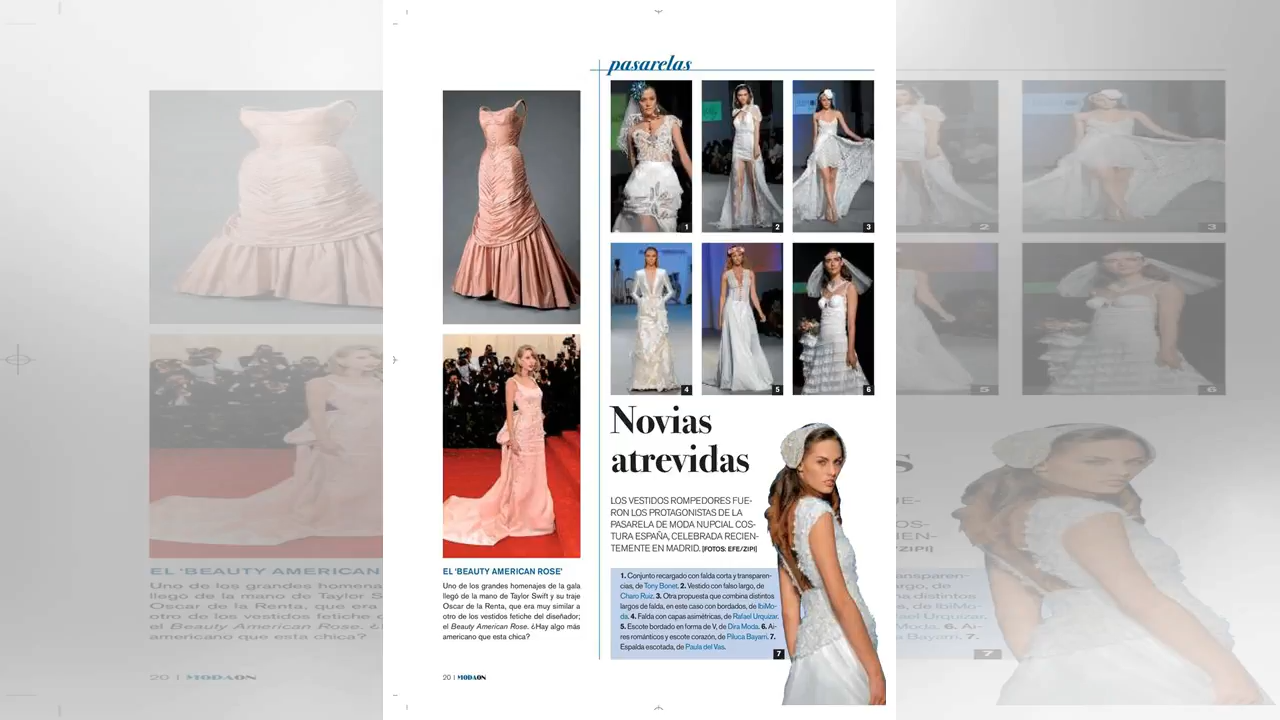 pasarelas
1
2
3
4
5
6
Novias
atrevidas
LOS VESTIDOS ROMPEDORES FUE-
RON LOS PROTAGONISTAS DE LA
PASARELA DE MODA NUPCIAL COS-
TURA ESPAÑA, CELEBRADA RECIEN-
TEMENTE EN MADRID. [FOTOS: EFE/ZIPI]
1. Conjunto recargado con falda corta y transparen-
cias, de Tony Bonet. 2. Vestido con falso largo, de
Charo Ruiz. 3. Otra propuesta que combina distintos
largos de falda, en este caso con bordados, de IbiMo-
da. 4. Falda con capas asimétricas, de Rafael Urquizar.
5. Escote bordado en forma de V, de Dira Moda. 6. Ai-
res románticos y escote corazón, de Piluca Bayarri. 7.
Espalda escotada, de Paula del Vas.
7
EL 'BEAUTY AMERICAN ROSE'
Uno de los grandes homenajes de la gala
llegó de la mano de Taylor Swift y su traje
Oscar de la Renta, que era muy similar a
otro de los vestidos fetiche del diseñador;
el Beauty American Rose. ¿Hay algo más
americano que esta chica?
20 | MODAON